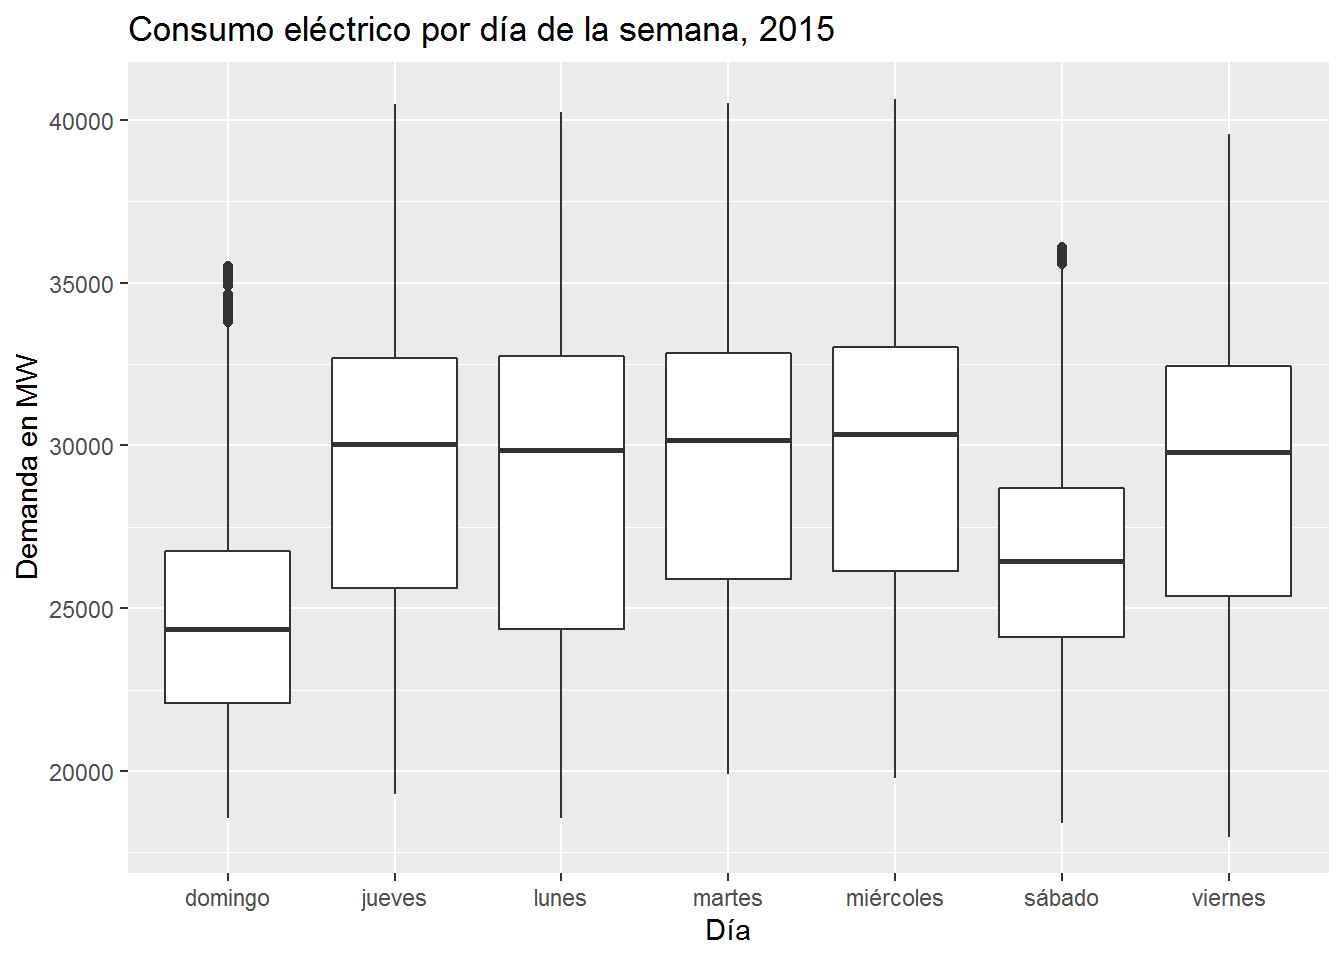 Consumo eléctrico por día de la semana, 2015
Demanda en MW
40000
35000
30000
25000
20000
domingo jueves lunes martes miércoles sábado viernes
Día